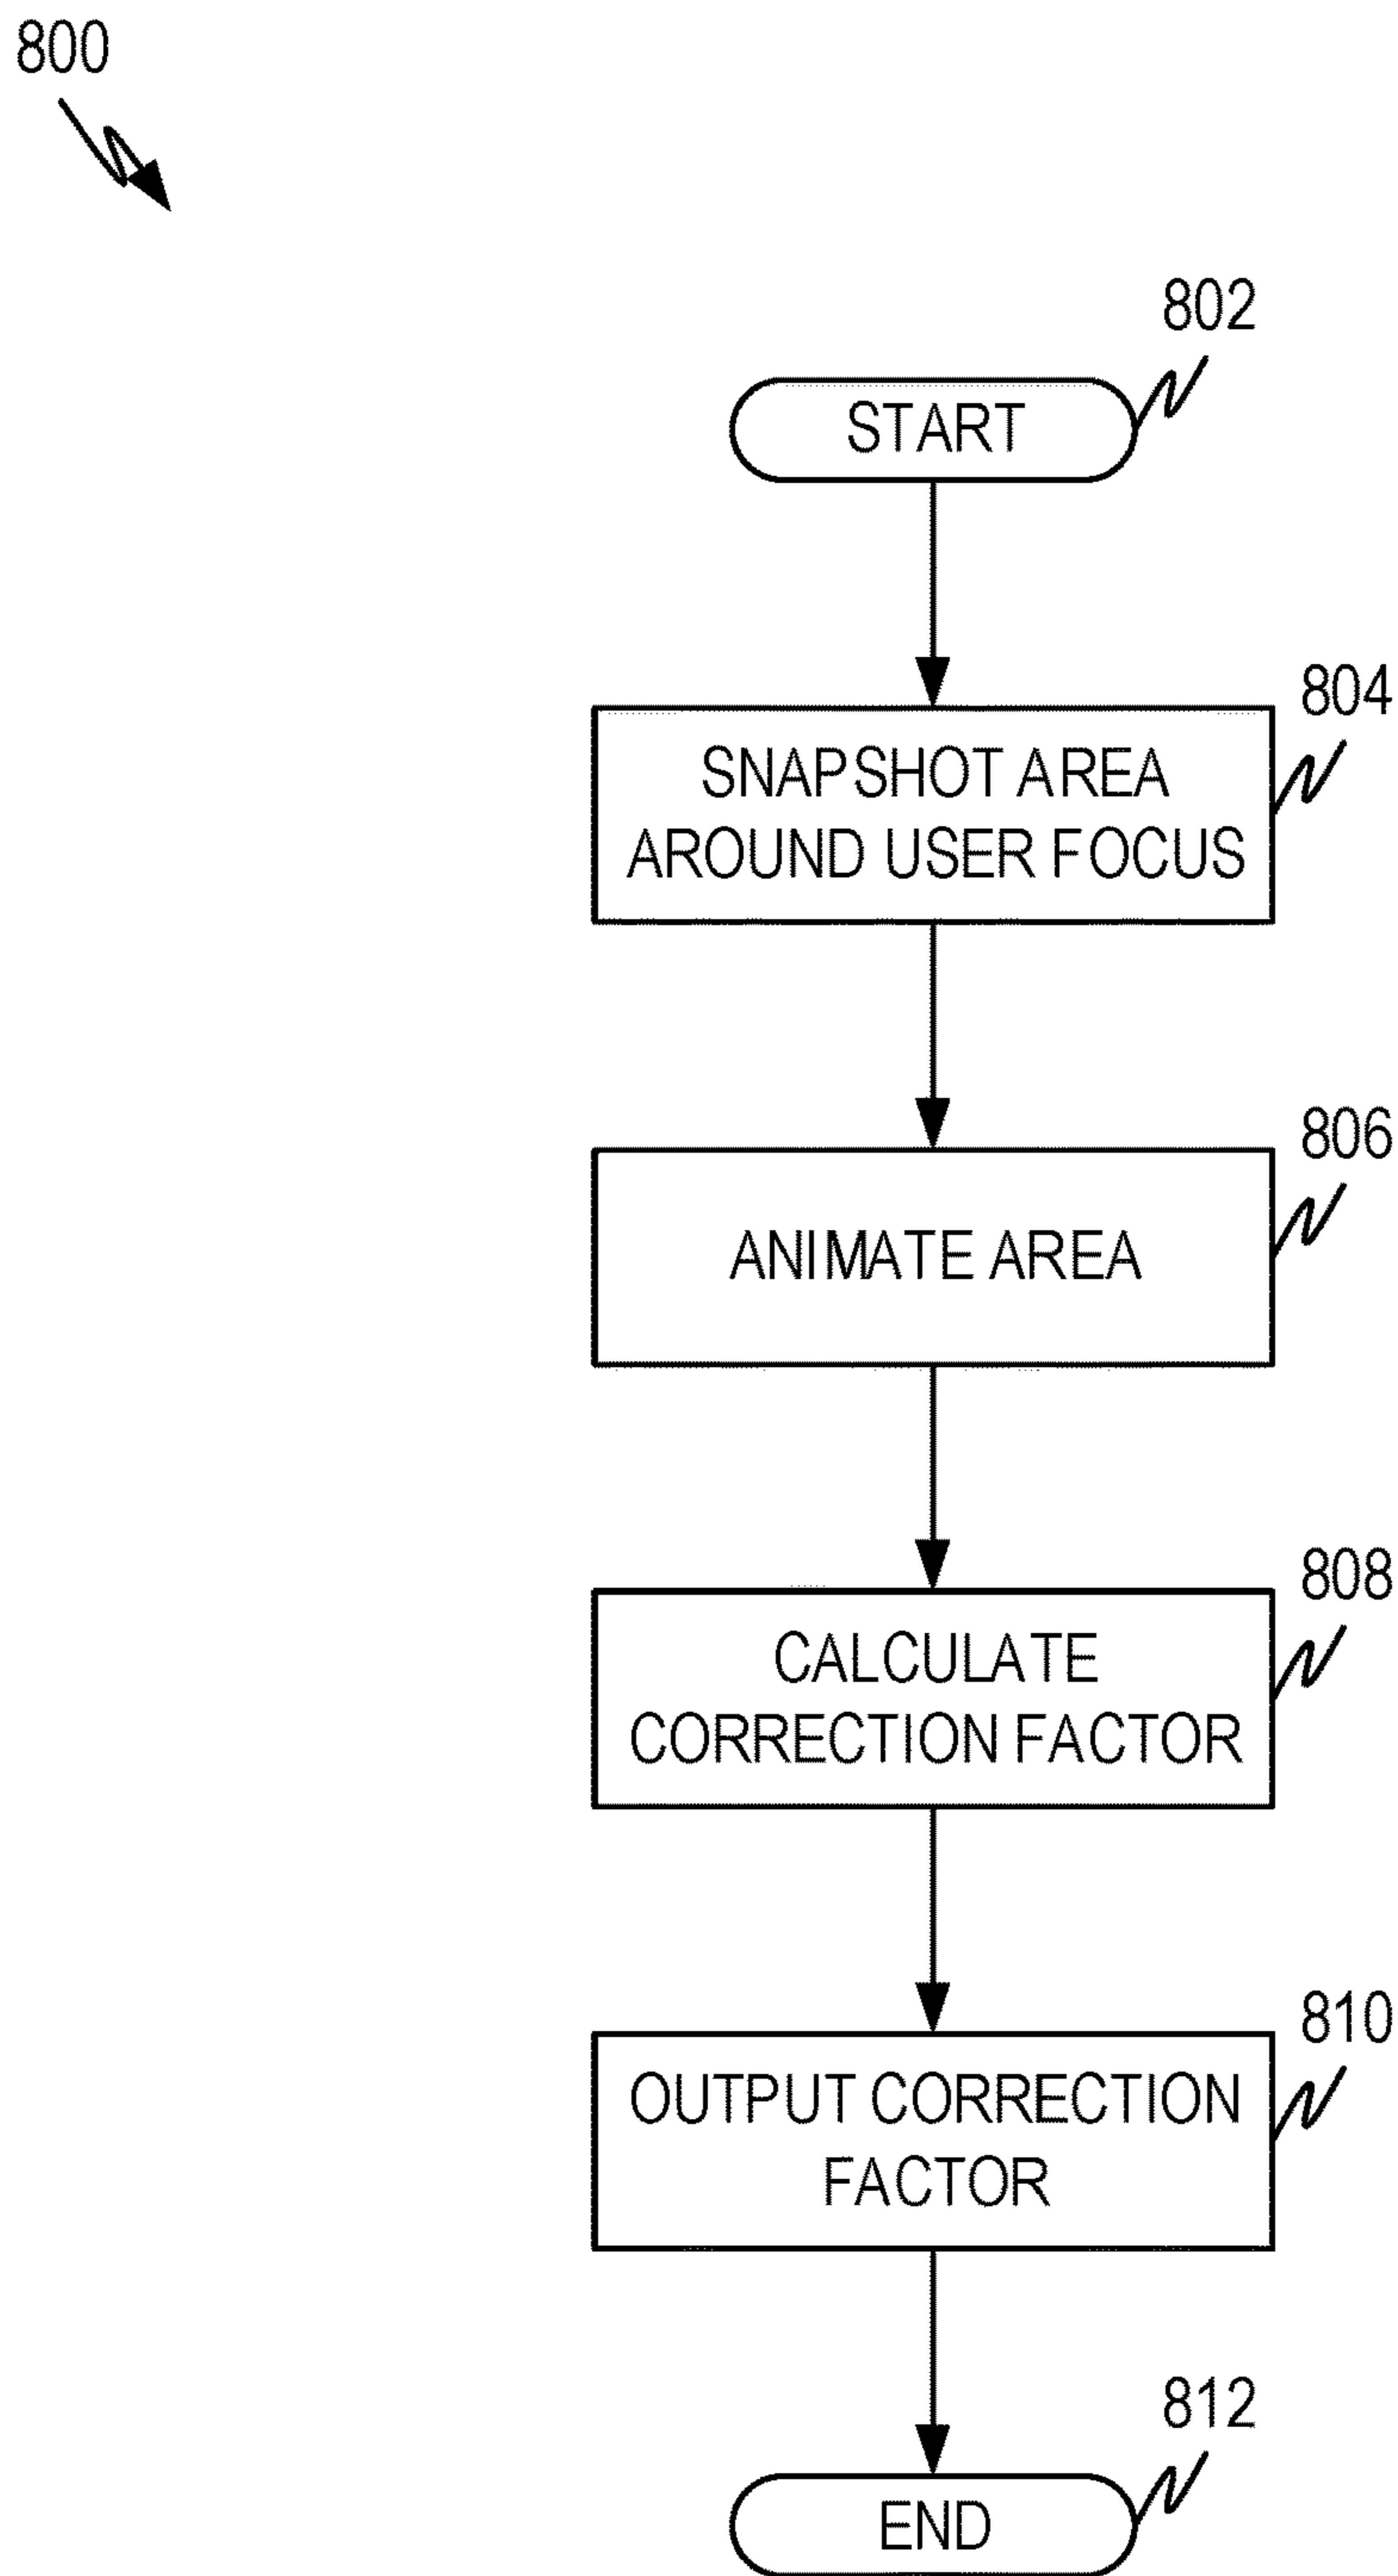 800
802
START
804
SNAPSHOT AREA
AROUND USER FOCUS
806
ANIMATE AREA
808
CALCULATE
CORRECTION FACTOR
810
OUTPUT CORRECTION
FACTOR
812
END